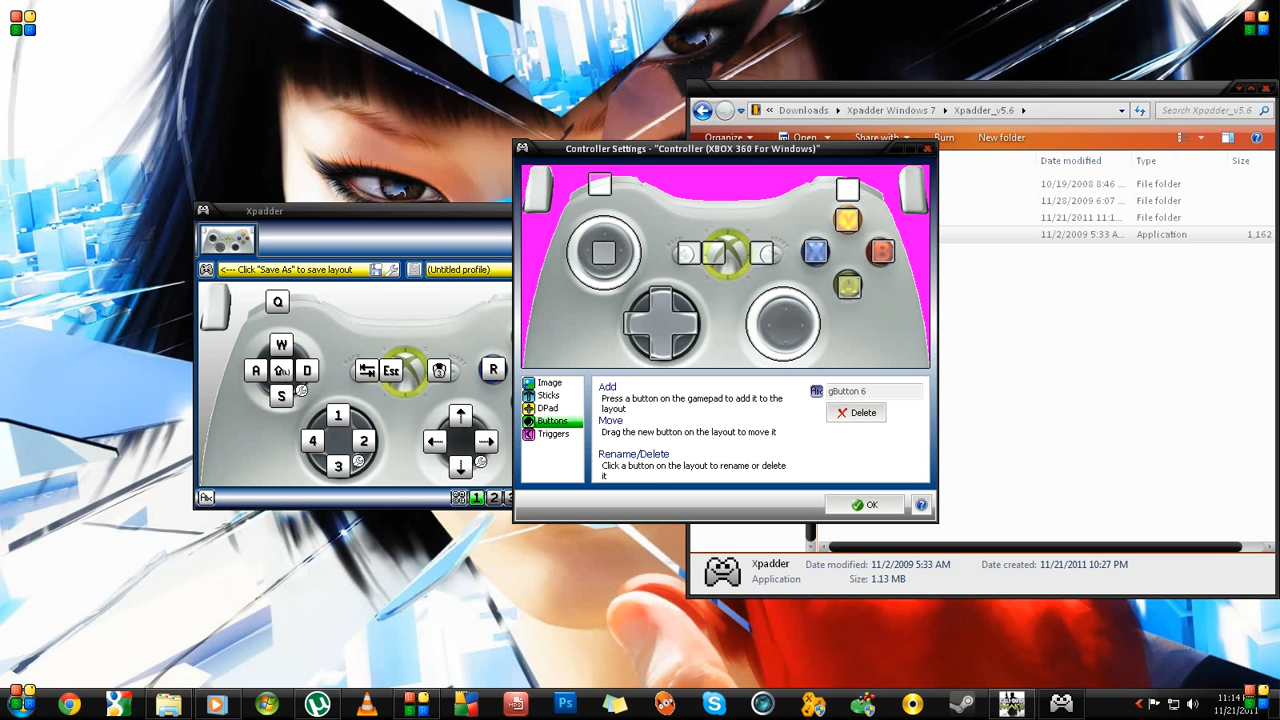 Downloads
Xpadder Windows 7
Xpadder_v5.6
Search Xpadder_v5.6
Organize
Open
Share with
Burn
New folder
Date modified
Type
Size
10/19/2008 8:46 ...
File folder
11/28/2009 6:07 ...
File folder
11/21/2011 11:1...
File folder
11/2/2009 5:33 A...
Application
1,162
Xpadder
Date modified: 11/2/2009 5:33 AM
Date created: 11/21/2011 10:27 PM
Application
Size: 1.13 MB
Controller Settings - "Controller (XBOX 360 For Windows)"
Y
X
B
Image
Sticks
DPad
Buttons
Triggers
Add
Press a button on the gamepad to add it to the
layout
Move
Drag the new button on the layout to move it
Rename/Delete
Click a button on the layout to rename or delete
it
Abc
gButton 6
Delete
OK
Xpadder
<--- Click "Save As" to save layout
(Untitled profile)
Q
W
A
(L)
D
S
Esc
R
1
4
2
3
Abc
1
2
3
B
S
R
B
S
R
Ps
11:14
11/21/2011